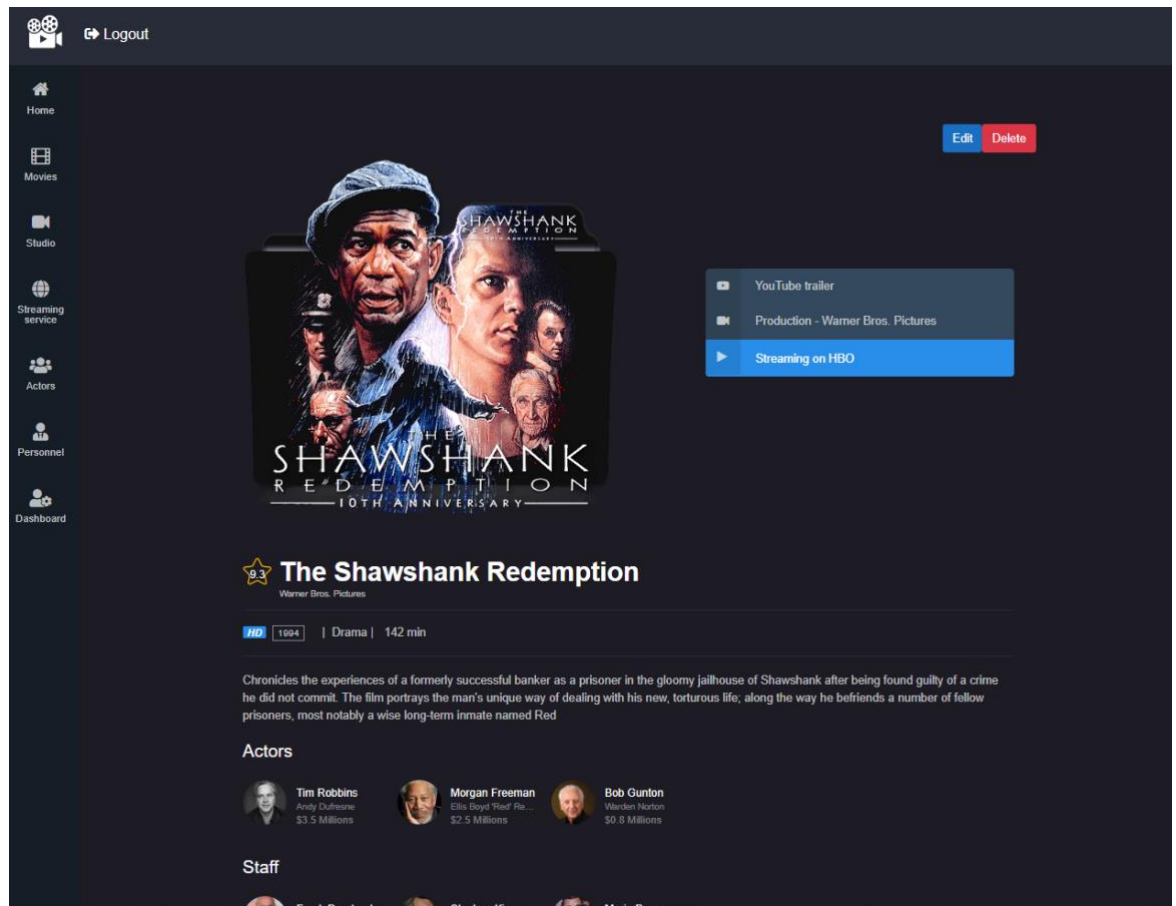 Logout
Home
Movies
Studio
Streaming
service
Actors
Personnel
Dashboard
Edit Delete
THE
SHAWSHANK
REDEMPTION
10TH ANNIVERSARY
THE
SHAWSHANK
REDEMPTION
10TH ANNIVERSARY
YouTube trailer
Production - Warner Bros. Pictures
Streaming on HBO
9.3 The Shawshank Redemption
Warner Bros. Pictures
HD 1994 | Drama | 142 min
Chronicles the experiences of a formerly successful banker as a prisoner in the gloomy jailhouse of Shawshank after being found guilty of a crime
he did not commit. The film portrays the man's unique way of dealing with his new, torturous life; along the way he befriends a number of fellow
prisoners, most notably a wise long-term inmate named Red
Actors
Tim Robbins
Andy Dufresne
$3.5 Millions
Morgan Freeman
Ellis Boyd 'Red' Re...
$2.5 Millions
Bob Gunton
Warden Norton
$0.8 Millions
Staff